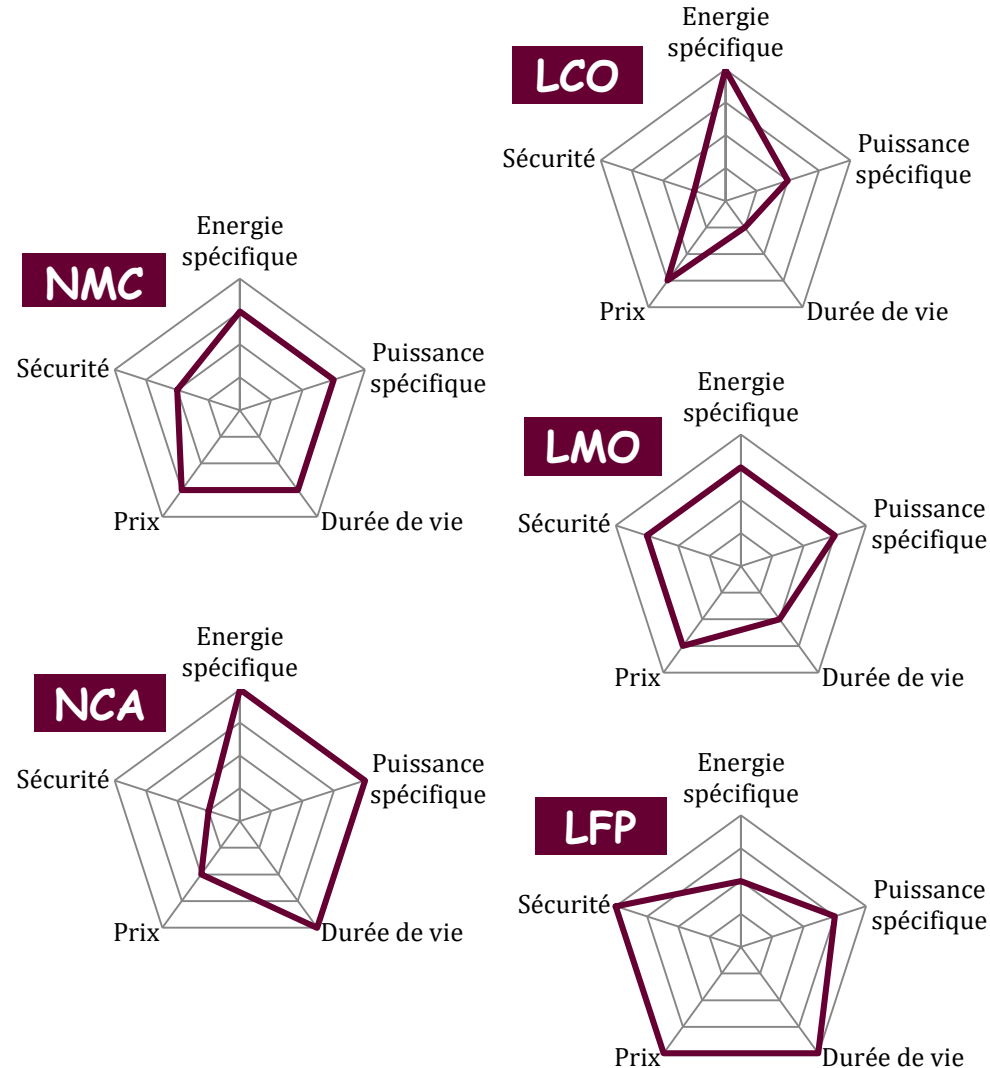 Energie
spécifique
LCO
Puissance
spécifique
Sécurité
Prix
Durée de vie
Energie
spécifique
NMC
Puissance
spécifique
Sécurité
Prix
Durée de vie
Energie
spécifique
LMO
Puissance
spécifique
Sécurité
Prix
Durée de vie
Energie
spécifique
NCA
Puissance
spécifique
Sécurité
Prix
Durée de vie
Energie
spécifique
LFP
Puissance
spécifique
Sécurité
Prix
Durée de vie